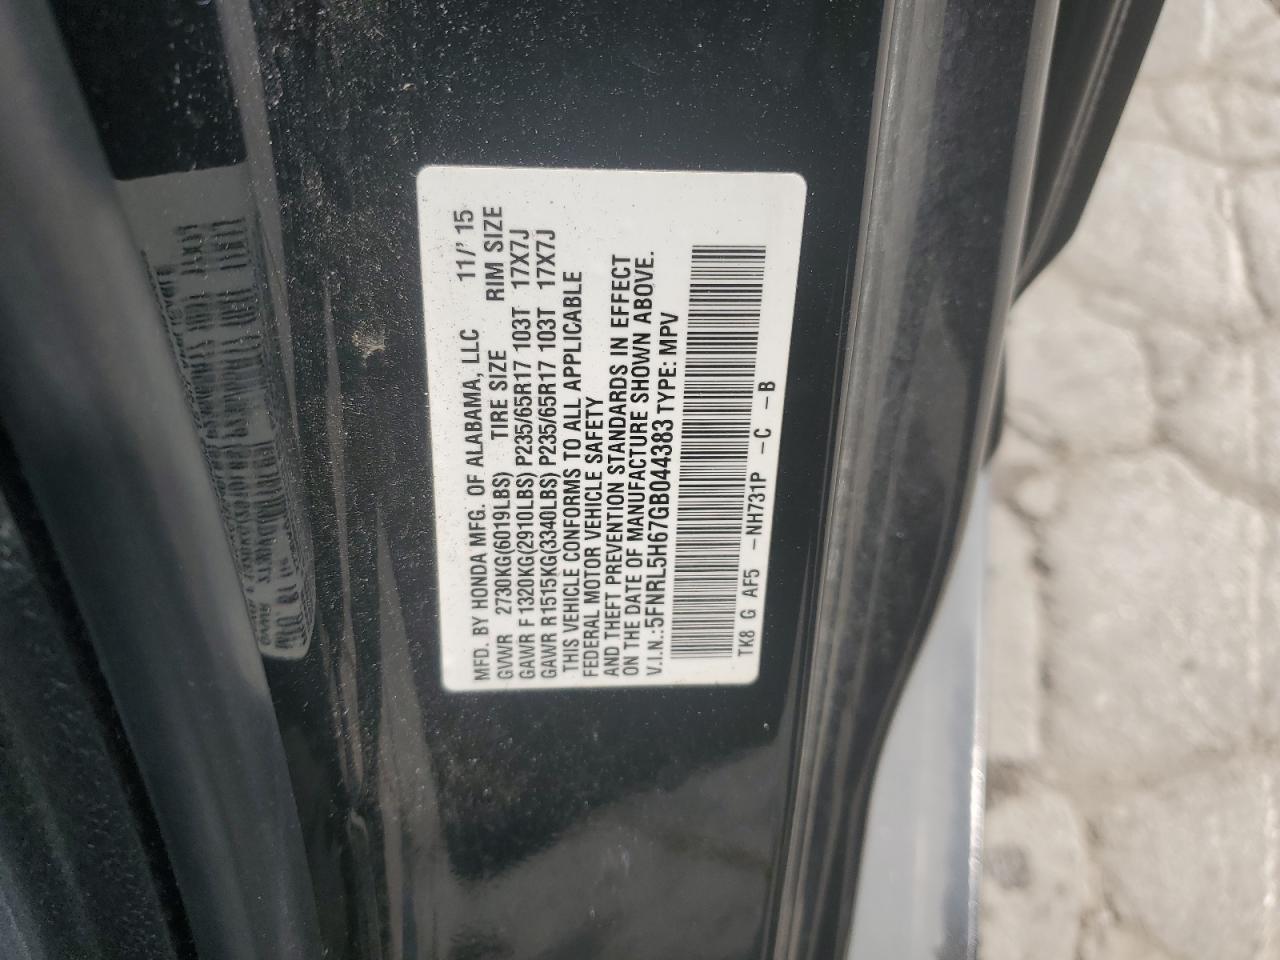 MFD. BY HONDA MFG. OF ALABAMA, LLC 11/' 15
GVWR 2730KG(6019LBS) TIRE SIZE RIM SIZE
GAWR F 1320KG(2910LBS) P235/65R17 103T 17X7J
GAWR R1515KG(3340LBS) P235/65R17 103T 17X7J
THIS VEHICLE CONFORMS TO ALL APPLICABLE
FEDERAL MOTOR VEHICLE SAFETY
AND THEFT PREVENTION STANDARDS IN EFFECT
ON THE DATE OF MANUFACTURE SHOWN ABOVE.
V.I.N.:5FNRL5H67GB044383 TYPE: MPV
TK8 G AF5 -NH731P -C -B